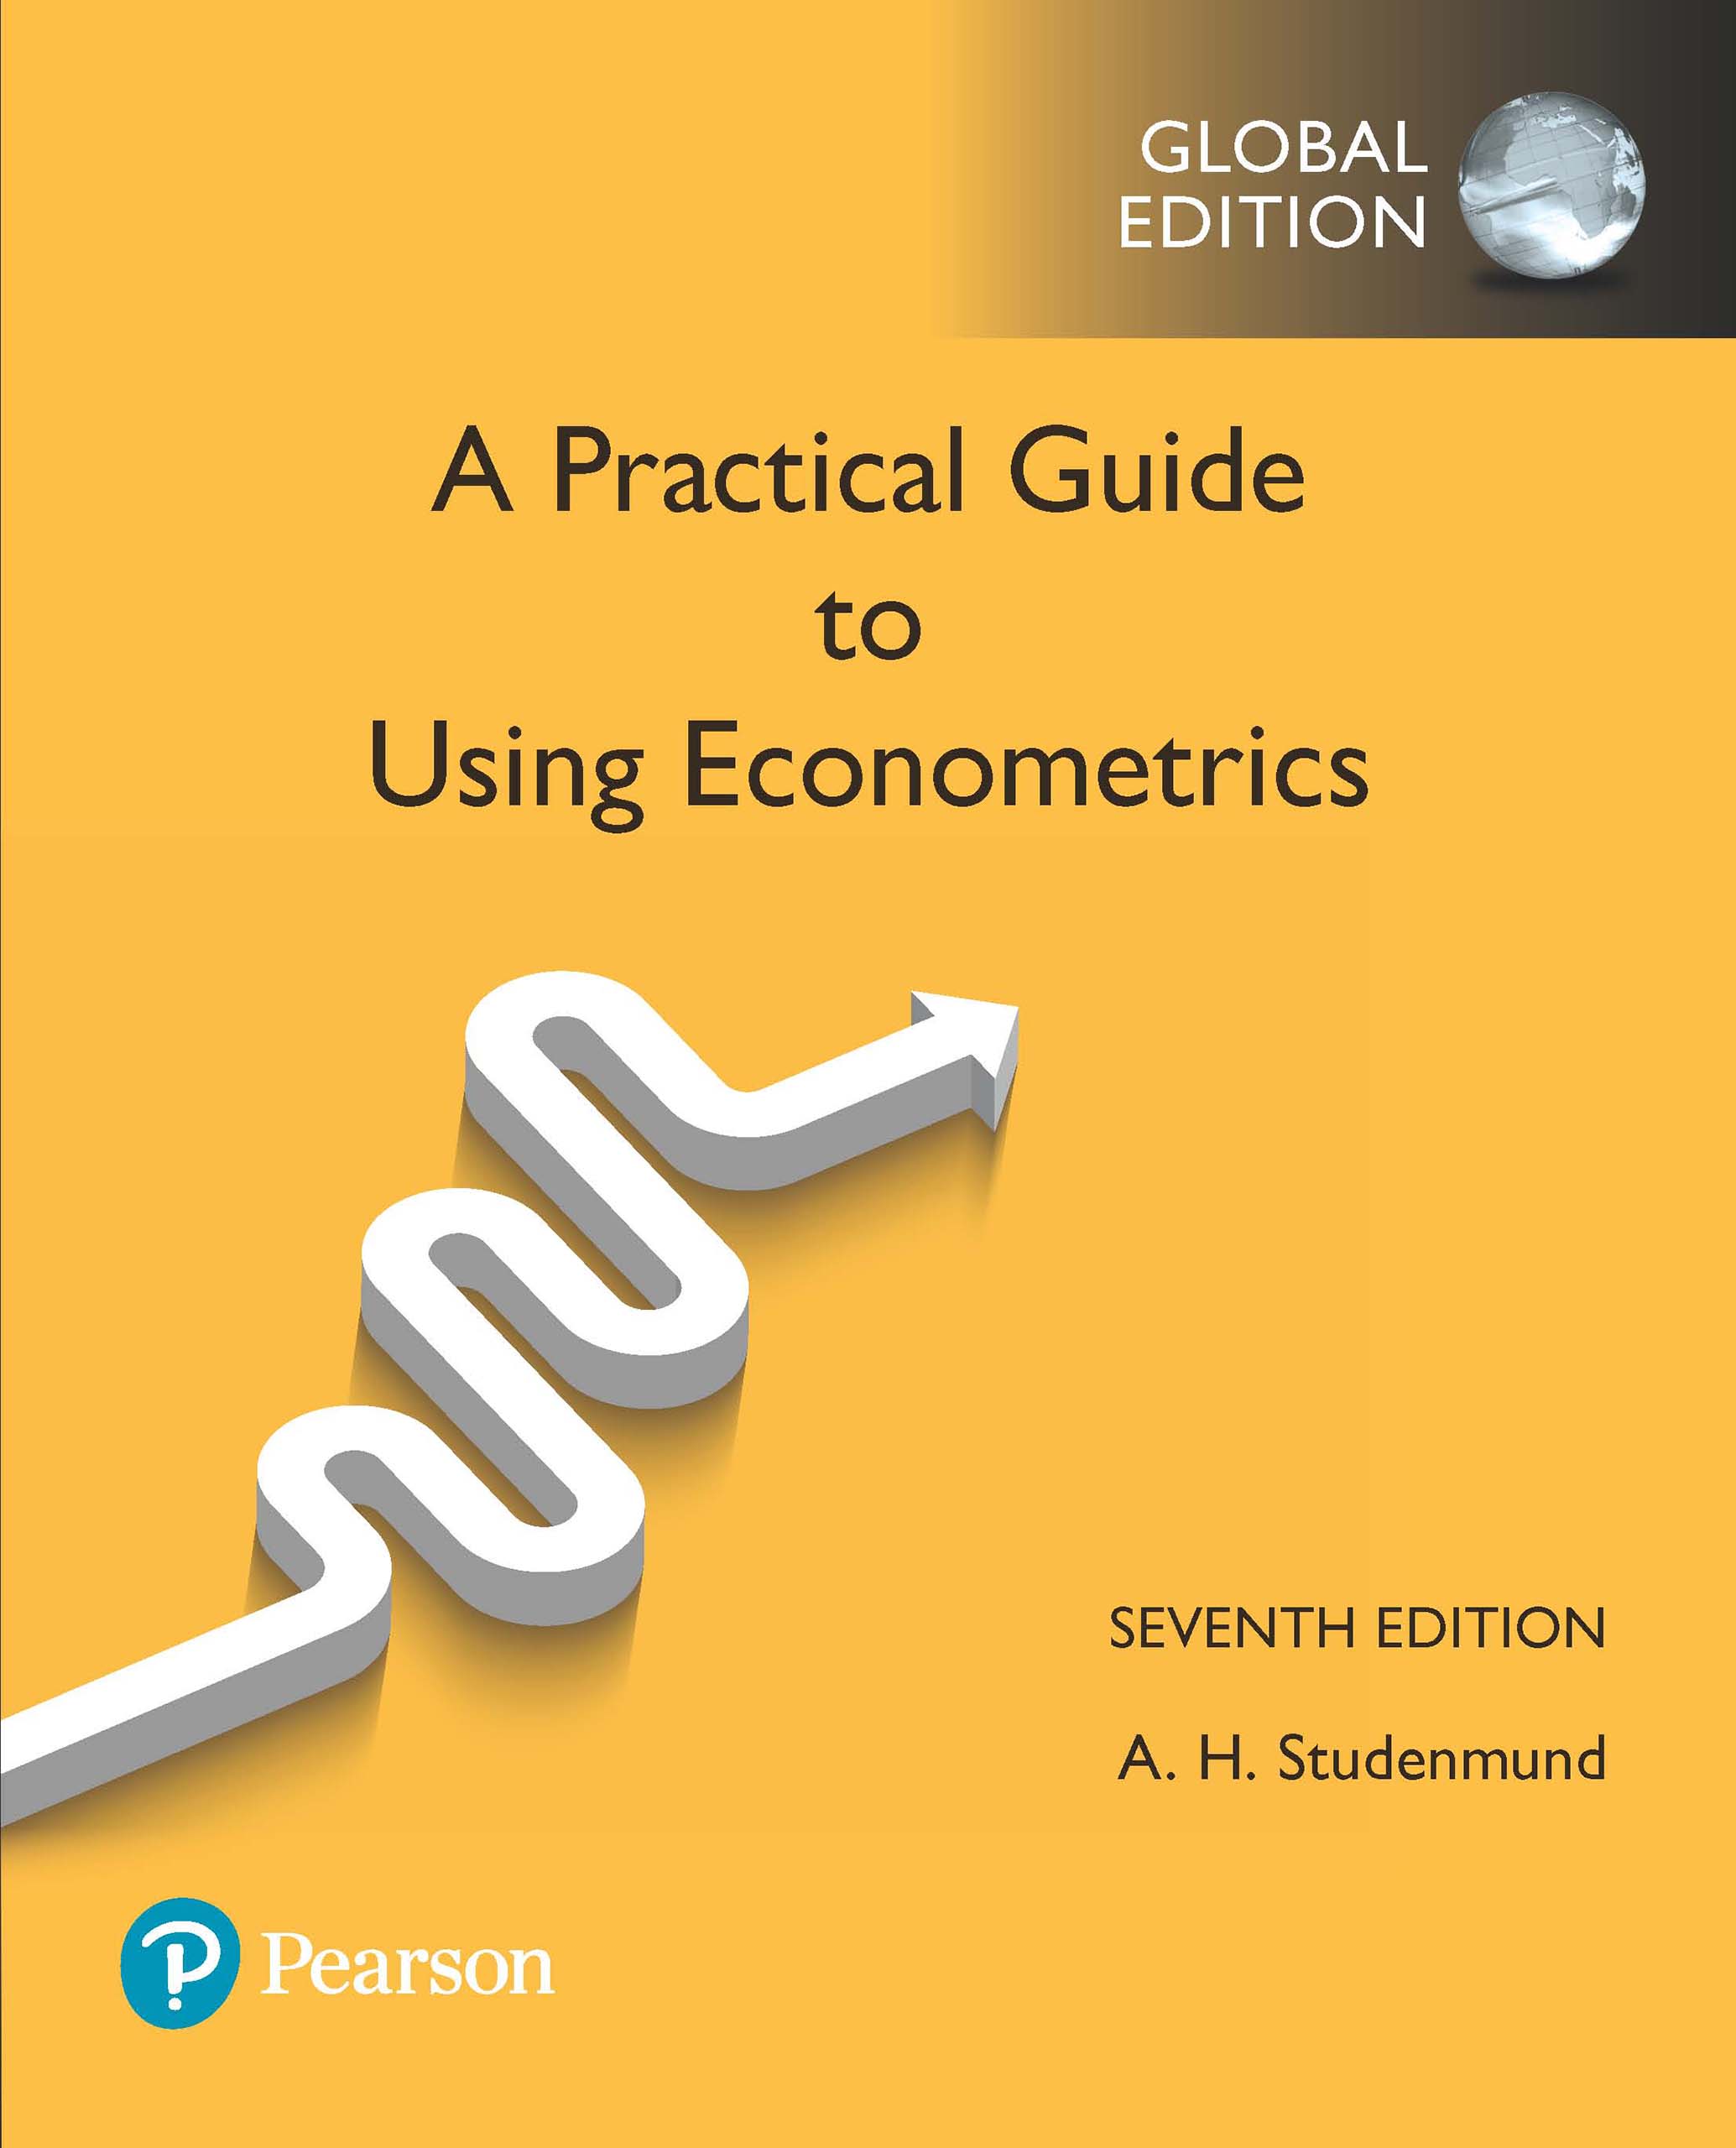 GLOBAL
EDITION
A Practical Guide
to
Using Econometrics
SEVENTH EDITION
A. H. Studenmund
Pearson